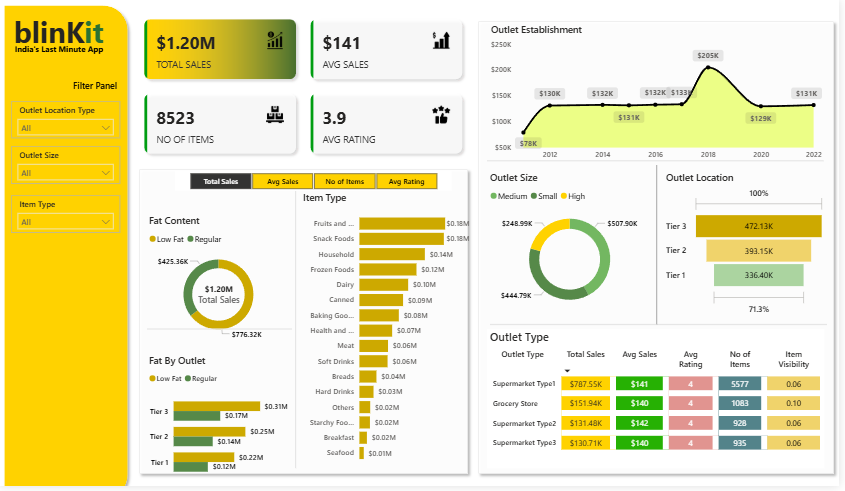 blinkit
India's Last Minute App
Filter Panel
Outlet Location Type
All
Outlet Size
All
Item Type
All
$1.20M
TOTAL SALES
$141
AVG SALES
8523
NO OF ITEMS
3.9
AVG RATING
Total Sales
Avg Sales
No of Items
Avg Rating
Fat Content
Low Fat Regular
$425.36K
$1.20M
Total Sales
$776.32K
Fat By Outlet
Low Fat Regular
Tier 3 $0.31M
$0.17M
Tier 2 $0.25M
$0.14M
Tier 1 $0.22M
$0.12M
Item Type
Fruits and ... $0.18M
Snack Foods $0.18M
Household $0.14M
Frozen Foods $0.12M
Dairy $0.10M
Canned $0.09M
Baking Goo... $0.08M
Health and ... $0.07M
Meat $0.06M
Soft Drinks $0.06M
Breads $0.04M
Hard Drinks $0.03M
Others $0.02M
Starchy Foo... $0.02M
Breakfast $0.02M
Seafood $0.01M
Outlet Establishment
$250K
$200K
$150K
$100K
$50K
$78K
$130K
$132K
$131K
$132K
$133K
$205K
$129K
$131K
2012 2014 2016 2018 2020 2022
Outlet Size
Medium Small High
$248.99K
$507.90K
$444.79K
Outlet Location
100%
Tier 3 472.13K
Tier 2 393.15K
Tier 1 336.40K
71.3%
Outlet Type
Outlet Type Total Sales Avg Sales Avg Rating No of Items Item Visibility
Supermarket Type1 $787.55K $141 4 5577 0.06
Grocery Store $151.94K $140 4 1083 0.10
Supermarket Type2 $131.48K $142 4 928 0.06
Supermarket Type3 $130.71K $140 4 935 0.06